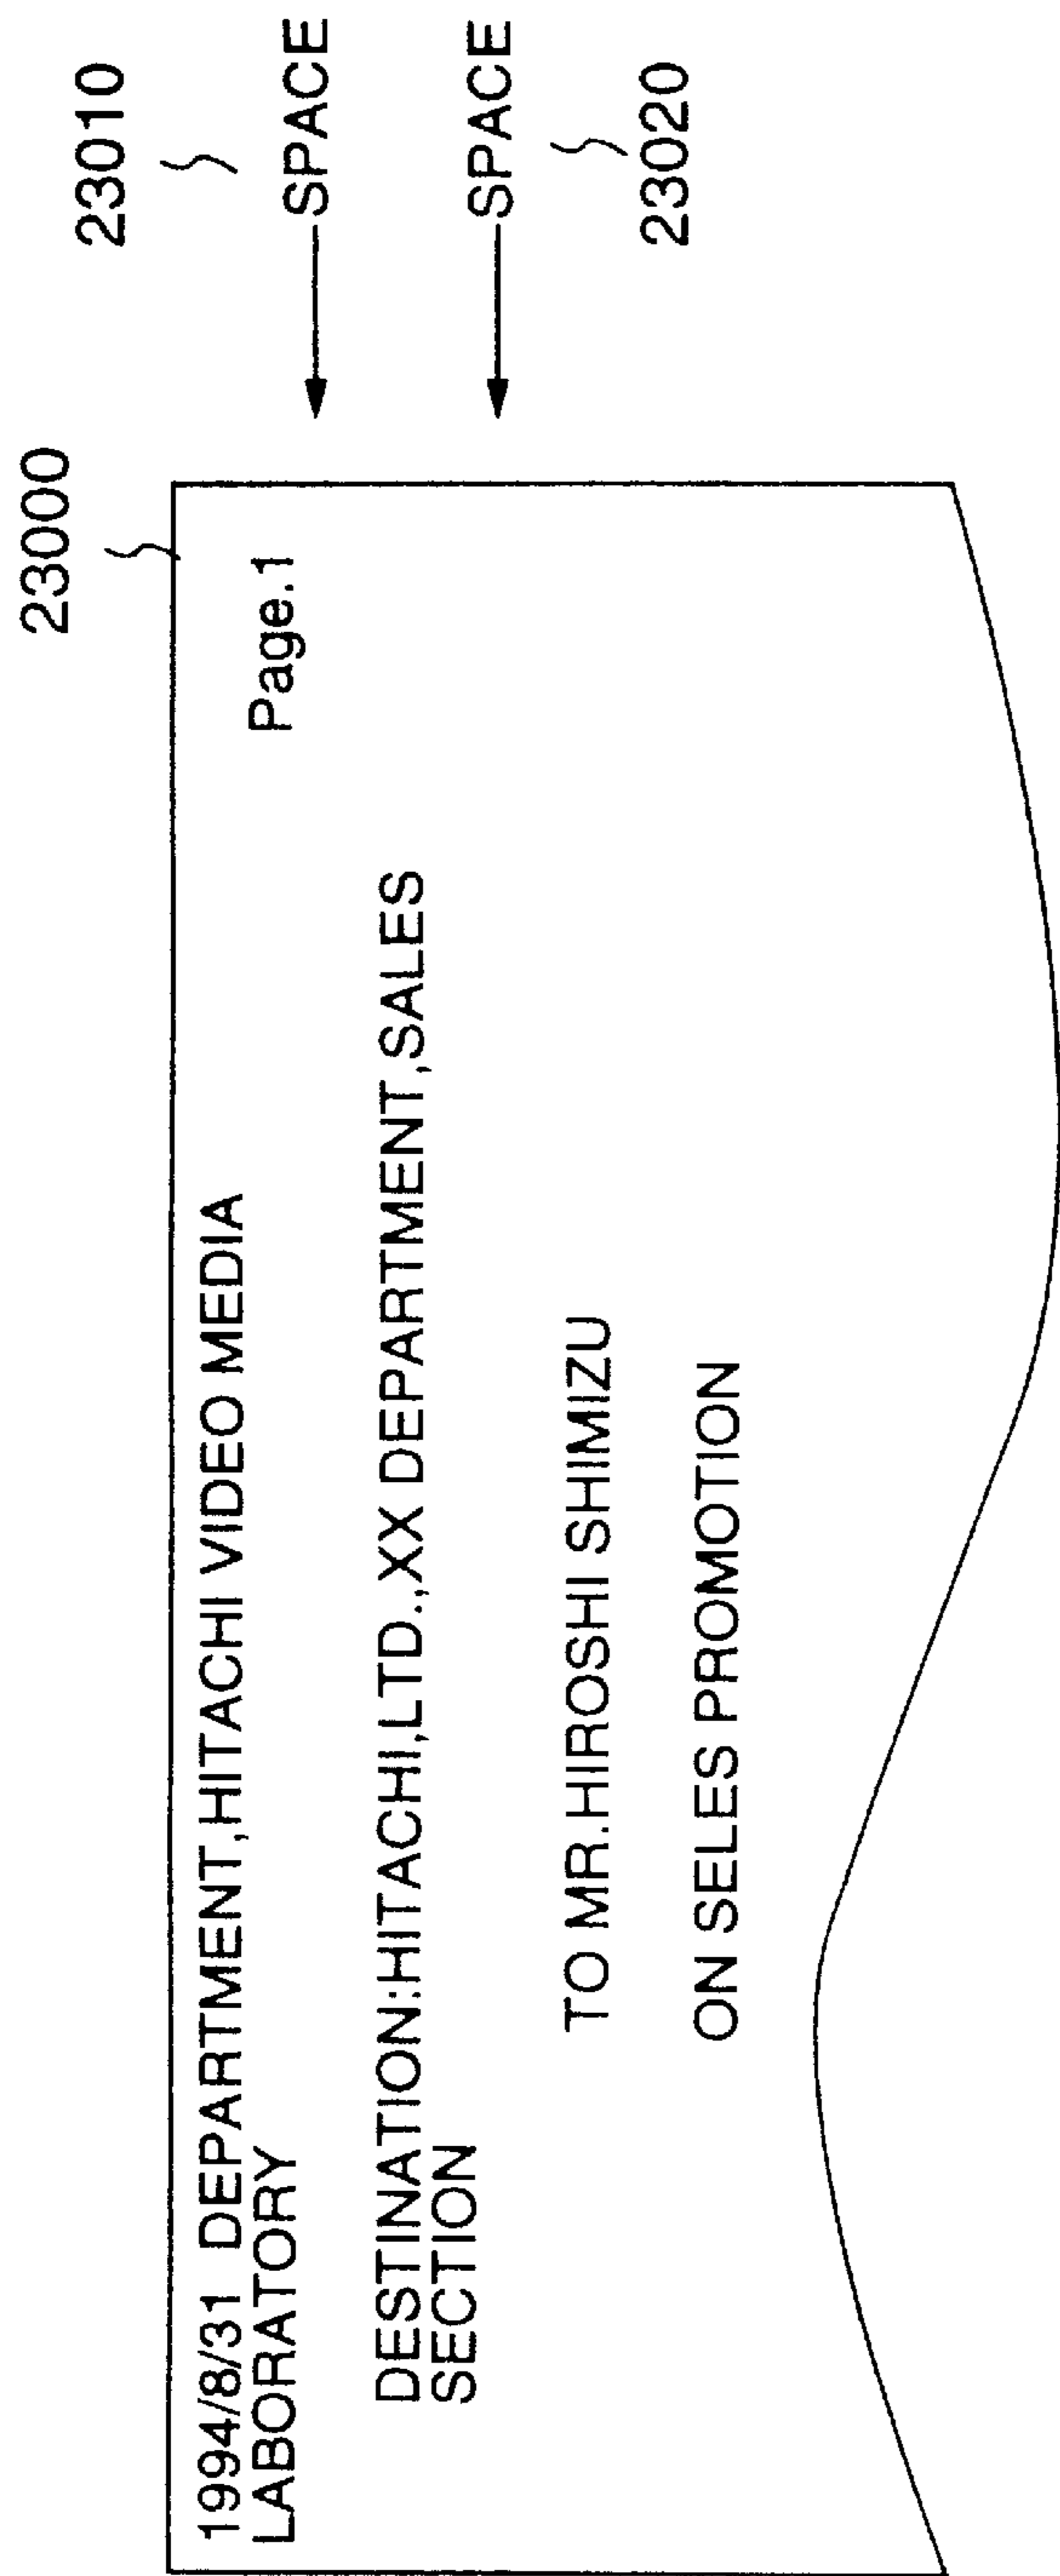 23000
23010
1994/8/31 DEPARTMENT,HITACHI VIDEO MEDIA
LABORATORY
Page.1
SPACE
DESTINATION:HITACHI,LTD.,XX DEPARTMENT,SALES
SECTION
SPACE
23020
TO MR.HIROSHI SHIMIZU
ON SELES PROMOTION